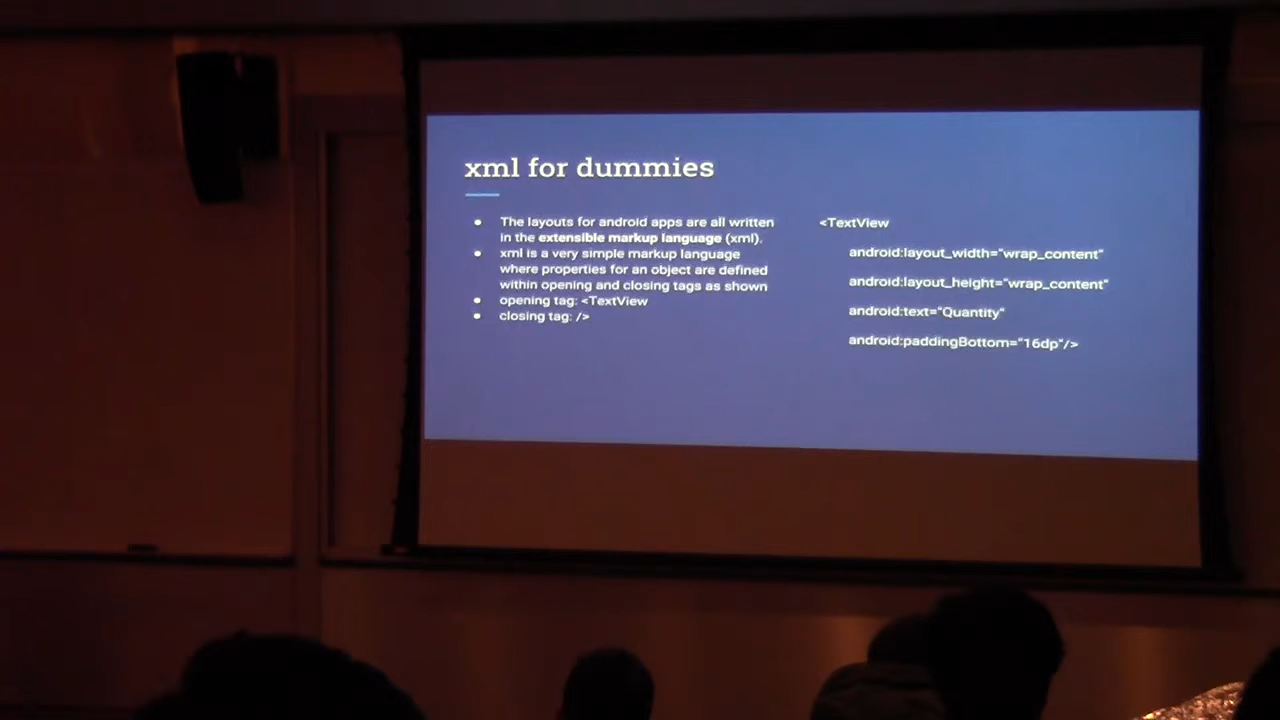 xml for dummies
● The layouts for android apps are all written
in the extensible markup language (xml).
● xml is a very simple markup language
where properties for an object are defined
within opening and closing tags as shown
● opening tag: <TextView
● closing tag: />
<TextView
android:layout_width="wrap_content"
android:layout_height="wrap_content"
android:text="Quantity"
android:paddingBottom="16dp"/>